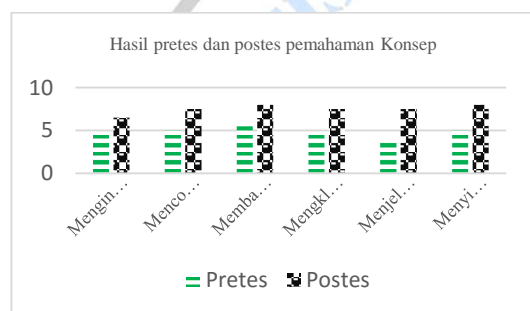 Hasil pretes dan postes pemahaman Konsep
10
5
0
Mengin…
Menco…
Memba…
Mengkl…
Menjel…
Menyi…
Pretes Postes